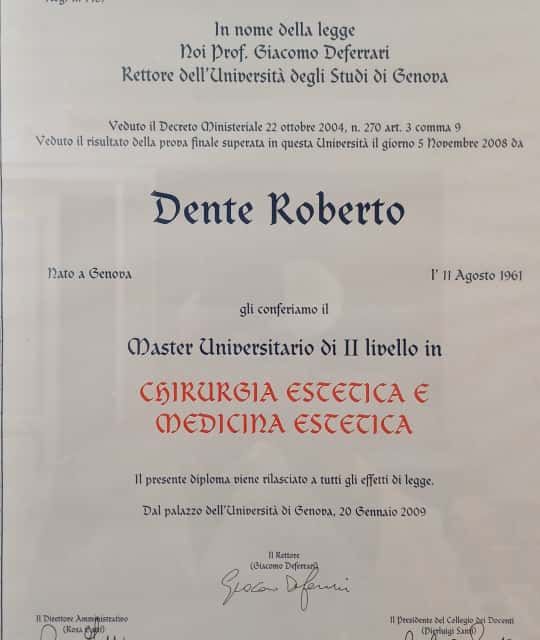 In nome della legge
Noi Prof. Giacomo Deferrari
Rettore dell'Università degli Studi di Genova
Veduto il Decreto Ministeriale 22 ottobre 2004, n. 270 art. 3 comma 9
Veduto il risultato della prova finale superata in questa Università il giorno 5 Novembre 2008 da
Dente Roberto
Nato a Genova l' 11 Agosto 1961
gli conferiamo il
Master Universitario di II livello in
CHIRURGIA ESTETICA E
MEDICINA ESTETICA
Il presente diploma viene rilasciato a tutti gli effetti di legge.
Dal palazzo dell'Università di Genova, 20 Gennaio 2009
Il Rettore
(Giacomo Deferrari)
Giacomo Deferrari
Il Direttore Amministrativo Il Presidente del Collegio dei Docenti
(Rosa (Pierluigi Santi)